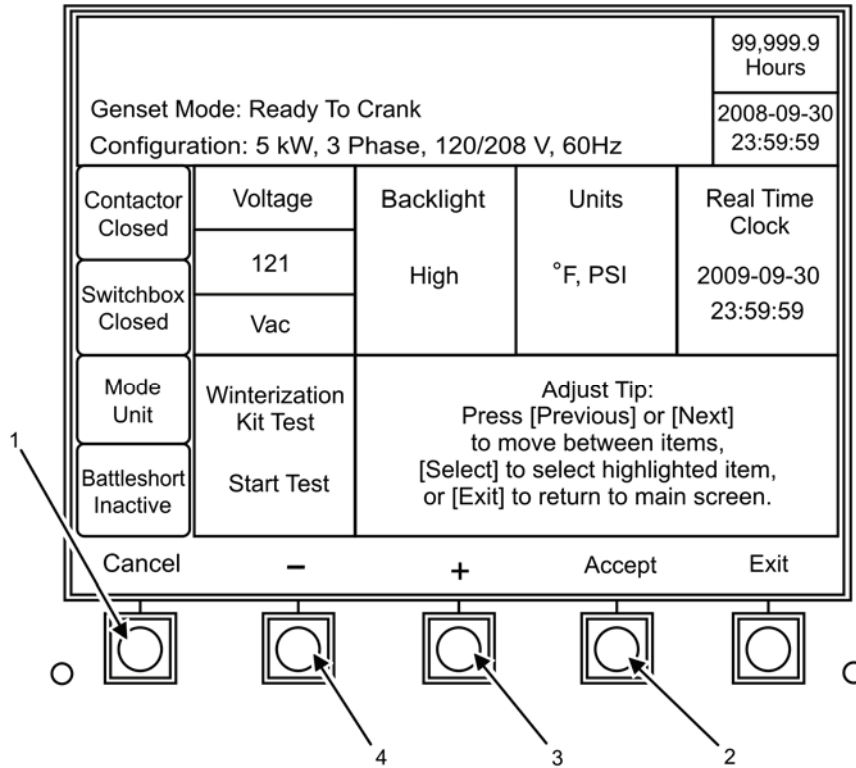 99,999.9
Hours
Genset Mode: Ready To Crank
2008-09-30
23:59:59
Configuration: 5 kW, 3 Phase, 120/208 V, 60Hz
Contactor
Closed
Voltage
121
Vac
Backlight
High
Units
°F, PSI
Real Time
Clock
2009-09-30
23:59:59
Switchbox
Closed
Mode
Unit
Battleshort
Inactive
Winterization
Kit Test
Start Test
Adjust Tip:
Press [Previous] or [Next]
to move between items,
[Select] to select highlighted item,
or [Exit] to return to main screen.
Cancel
–
+
Accept
Exit
1
4
3
2